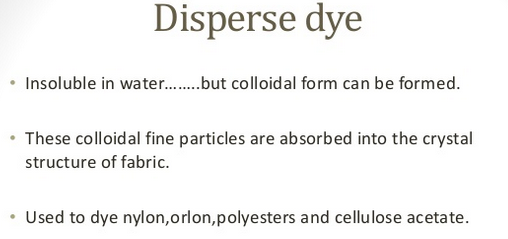 Disperse dye
• Insoluble in water........but colloidal form can be formed.
• These colloidal fine particles are absorbed into the crystal
structure of fabric.
• Used to dye nylon,orlon,polyesters and cellulose acetate.